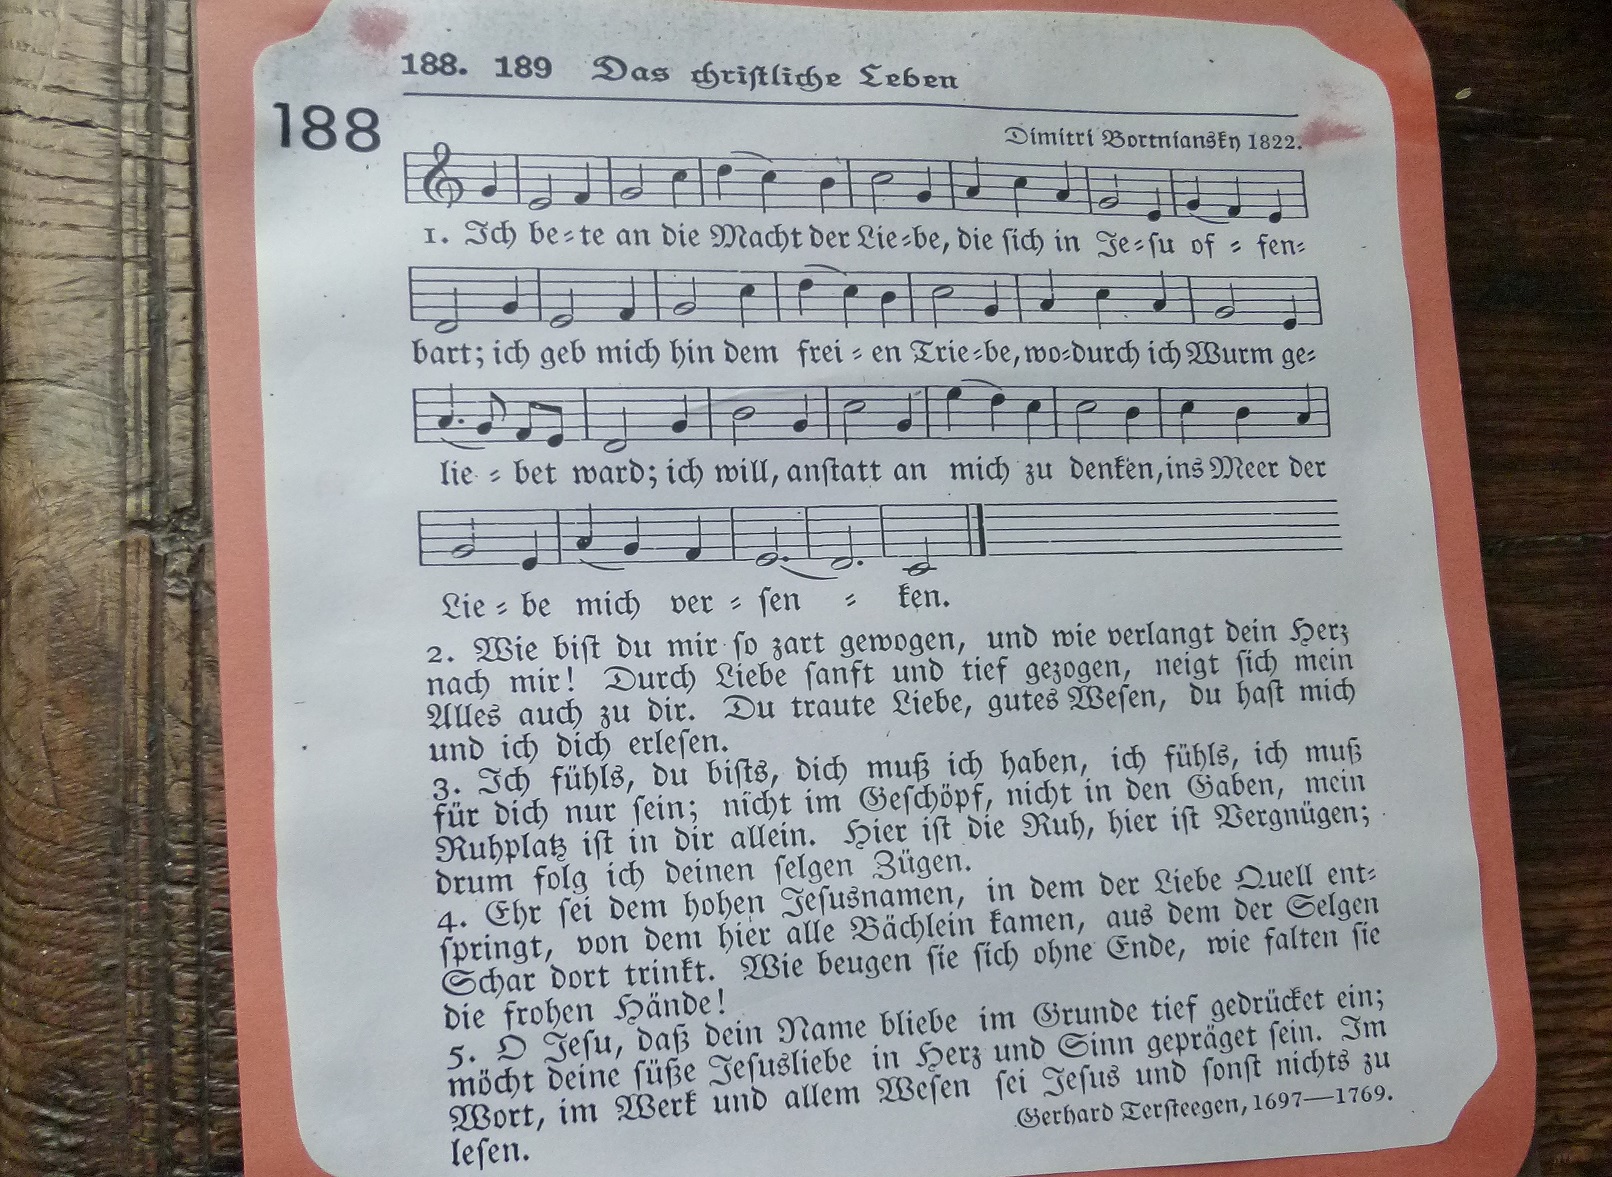 188. 189 Das christliche Leben
188
Dimitri Bortniansky 1822.
1. Ich be=te an die Macht der Lie=be, die sich in Je=su of = fen=
bart; ich geb mich hin dem frei = en Trie=be, wo=durch ich Wurm ge=
lie = bet ward; ich will, anstatt an mich zu denken, ins Meer der
Lie = be mich ver = sen = ken.
2. Wie bist du mir so zart gewogen, und wie verlangt dein Herz
nach mir! Durch Liebe sanft und tief gezogen, neigt sich mein
Alles auch zu dir. Du traute Liebe, gutes Wesen, du hast mich
und ich dich erlesen.
3. Ich fühls, du bists, dich muß ich haben, ich fühls, ich muß
für dich nur sein; nicht im Geschöpf, nicht in den Gaben, mein
Ruhplatz ist in dir allein. Hier ist die Ruh, hier ist Vergnügen;
drum folg ich deinen selgen Zügen.
4. Ehr sei dem hohen Jesusnamen, in dem der Liebe Quell ent=
springt, von dem hier alle Bächlein kamen, aus dem der Selgen
Schar dort trinkt. Wie beugen sie sich ohne Ende, wie falten sie
die frohen Hände!
5. O Jesu, daß dein Name bliebe im Grunde tief gedrücket ein;
möcht deine süße Jesusliebe in Herz und Sinn gepräget sein. Im
Wort, im Werk und allem Wesen sei Jesus und sonst nichts zu
lesen.
Gerhard Tersteegen, 1697—1769.